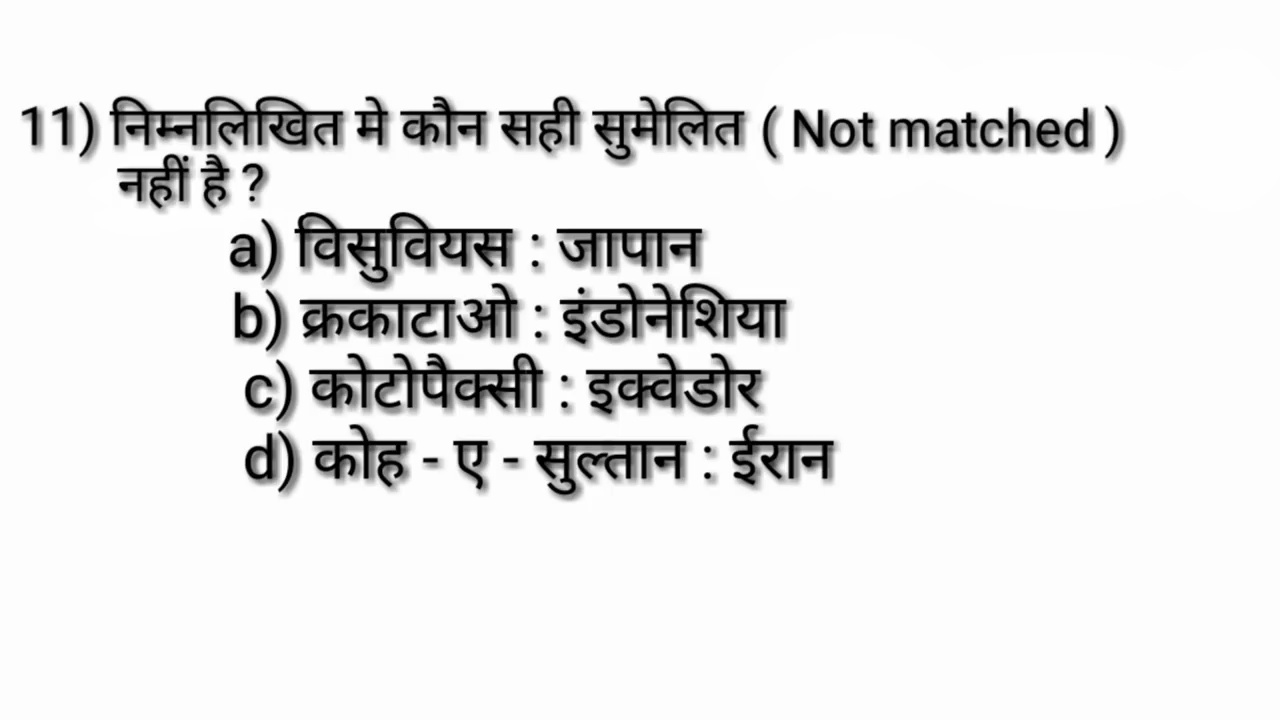 11) निम्नलिखित मे कौन सही सुमेलित ( Not matched )
नहीं है ?
a) विसुवियस : जापान
b) क्रकाटाओ : इंडोनेशिया
c) कोटोपैक्सी : इक्वेडोर
d) कोह - ए - सुल्तान : ईरान